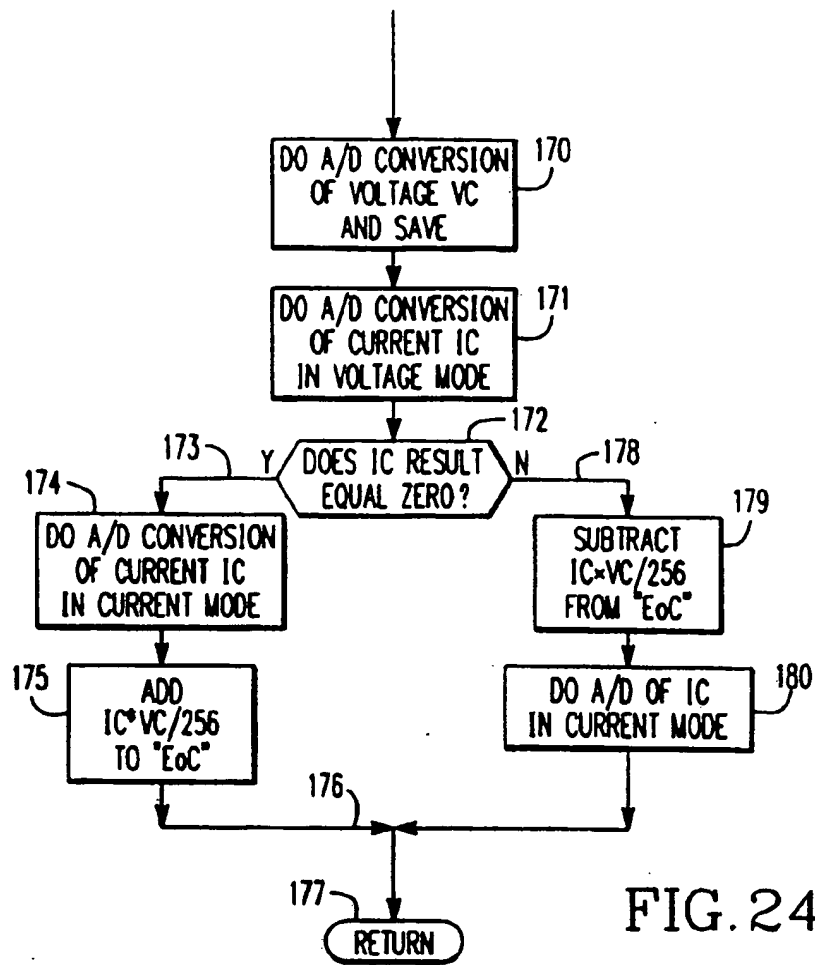 DO A/D CONVERSION
OF VOLTAGE VC
AND SAVE
170
DO A/D CONVERSION
OF CURRENT IC
IN VOLTAGE MODE
171
172
173
Y
DOES IC RESULT
EQUAL ZERO?
N
178
174
DO A/D CONVERSION
OF CURRENT IC
IN CURRENT MODE
179
SUBTRACT
IC×VC/256
FROM "EoC"
175
ADD
IC*VC/256
TO "EoC"
180
DO A/D OF IC
IN CURRENT MODE
176
177
RETURN
FIG. 24